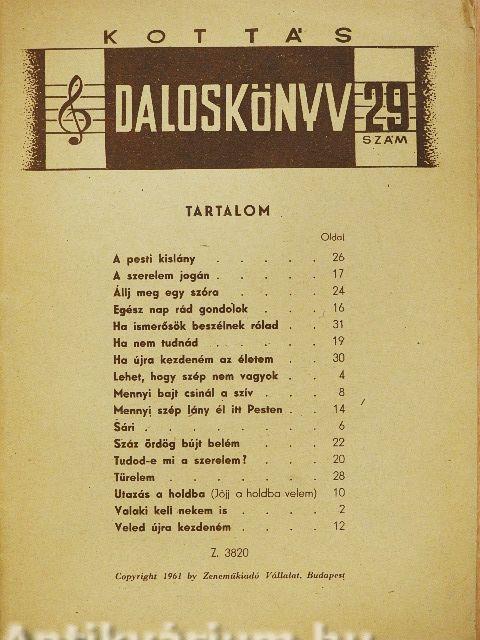 KOTTÁS
DALOSKÖNYV 29
SZÁM
TARTALOM
Oldal
A pesti kislány . . . . . 26
A szerelem jogán . . . . . 17
Állj meg egy szóra . . . . 24
Egész nap rád gondolok . . . 16
Ha ismerősök beszélnek rólad . . 31
Ha nem tudnád . . . . . 19
Ha újra kezdeném az életem . . 30
Lehet, hogy szép nem vagyok . . 4
Mennyi bajt csinál a szív . . . 8
Mennyi szép lány él itt Pesten . . 14
Sári . . . . . . . . 6
Száz ördög bújt belém . . . 22
Tudod-e mi a szerelem? . . . 20
Türelem . . . . . . . 28
Utazás a holdba (Jöjj a holdba velem) 10
Valaki kell nekem is . . . . 2
Veled újra kezdeném . . . . 12
Z. 3820
Copyright 1961 by Zeneműkiadó Vállalat, Budapest
Antikvárium.hu